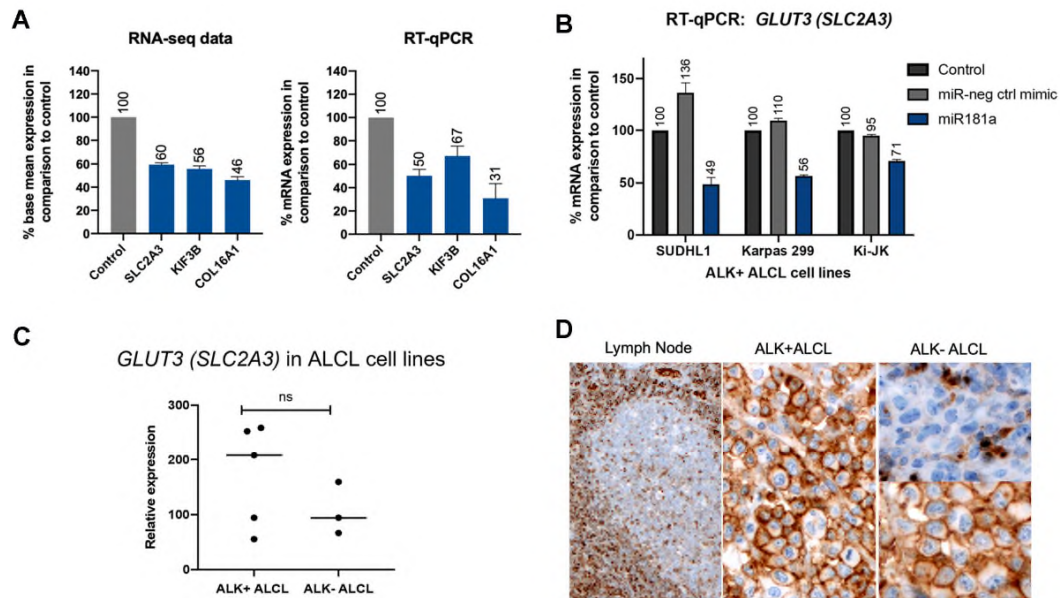 A
RNA-seq data
% base mean expression in
comparison to control
140
120
100
80
60
40
20
0
100
60
56
46
Control
SLC2A3
KIF3B
COL16A1
RT-qPCR
% mRNA expression in
comparison to control
140
120
100
80
60
40
20
0
100
50
67
31
Control
SLC2A3
KIF3B
COL16A1
B
RT-qPCR: GLUT3 (SLC2A3)
% mRNA expression in
comparison to control
150
100
50
0
100
136
49
100
110
56
100
95
71
SUDHL1
Karpas 299
Ki-JK
ALK+ ALCL cell lines
Control
miR-neg ctrl mimic
miR181a
C
GLUT3 (SLC2A3) in ALCL cell lines
Relative expression
300
200
100
0
ns
ALK+ ALCL
ALK- ALCL
D
Lymph Node
ALK+ALCL
ALK- ALCL